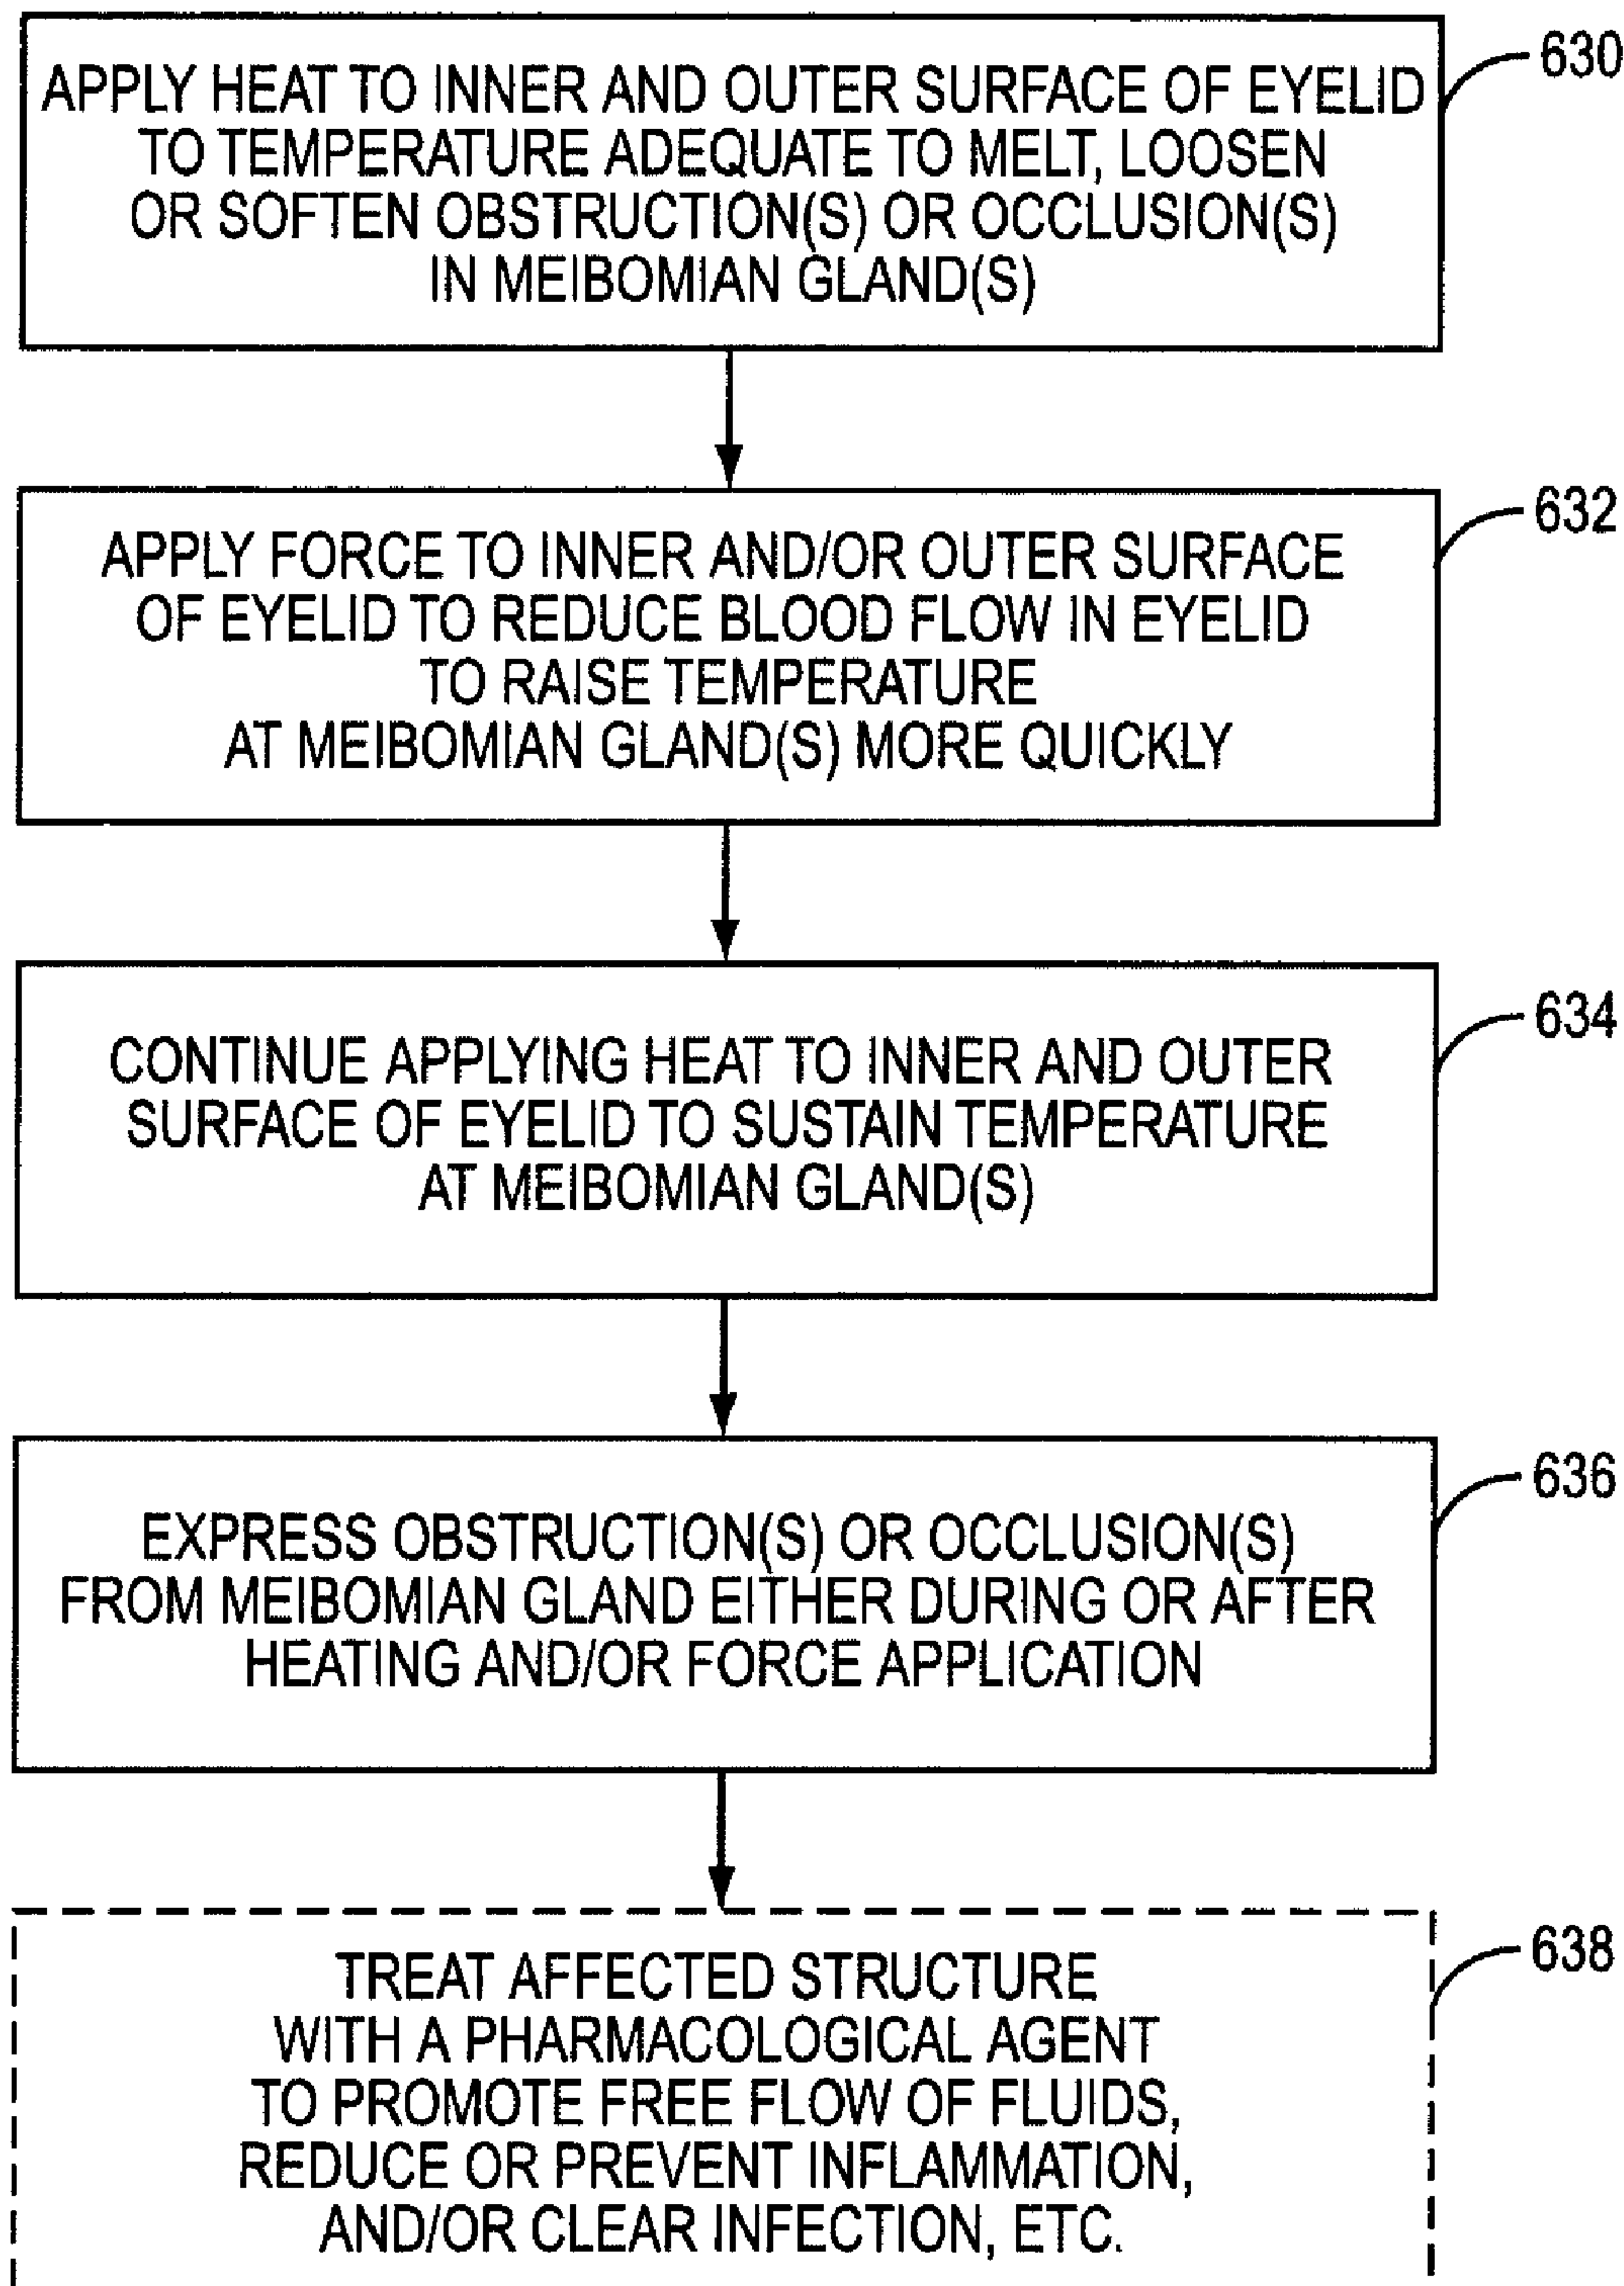 APPLY HEAT TO INNER AND OUTER SURFACE OF EYELID
TO TEMPERATURE ADEQUATE TO MELT, LOOSEN
OR SOFTEN OBSTRUCTION(S) OR OCCLUSION(S)
IN MEIBOMIAN GLAND(S)
630
APPLY FORCE TO INNER AND/OR OUTER SURFACE
OF EYELID TO REDUCE BLOOD FLOW IN EYELID
TO RAISE TEMPERATURE
AT MEIBOMIAN GLAND(S) MORE QUICKLY
632
CONTINUE APPLYING HEAT TO INNER AND OUTER
SURFACE OF EYELID TO SUSTAIN TEMPERATURE
AT MEIBOMIAN GLAND(S)
634
EXPRESS OBSTRUCTION(S) OR OCCLUSION(S)
FROM MEIBOMIAN GLAND EITHER DURING OR AFTER
HEATING AND/OR FORCE APPLICATION
636
TREAT AFFECTED STRUCTURE
WITH A PHARMACOLOGICAL AGENT
TO PROMOTE FREE FLOW OF FLUIDS,
REDUCE OR PREVENT INFLAMMATION,
AND/OR CLEAR INFECTION, ETC.
638